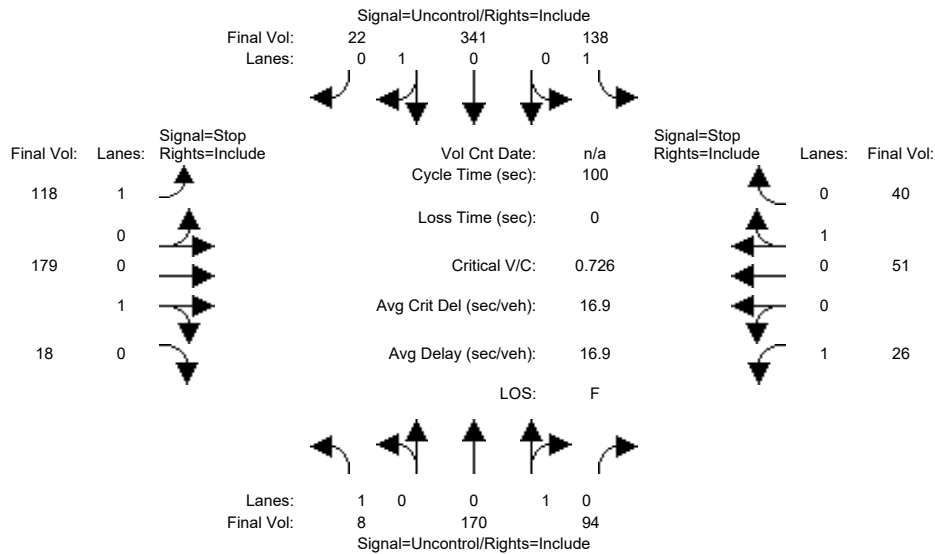 Signal=Uncontrol/Rights=Include
Final Vol: 22 341 138
Lanes: 0 1 0 0 1
Signal=Stop
Final Vol: Lanes: Rights=Include
Vol Cnt Date: n/a
Signal=Stop
Rights=Include Lanes: Final Vol:
Cycle Time (sec): 100
118 1
0 40
Loss Time (sec): 0
0
1
179 0
Critical V/C: 0.726
0 51
1
Avg Crit Del (sec/veh): 16.9
0
18 0
Avg Delay (sec/veh): 16.9
1 26
LOS: F
Lanes: 1 0 0 1 0
Final Vol: 8 170 94
Signal=Uncontrol/Rights=Include